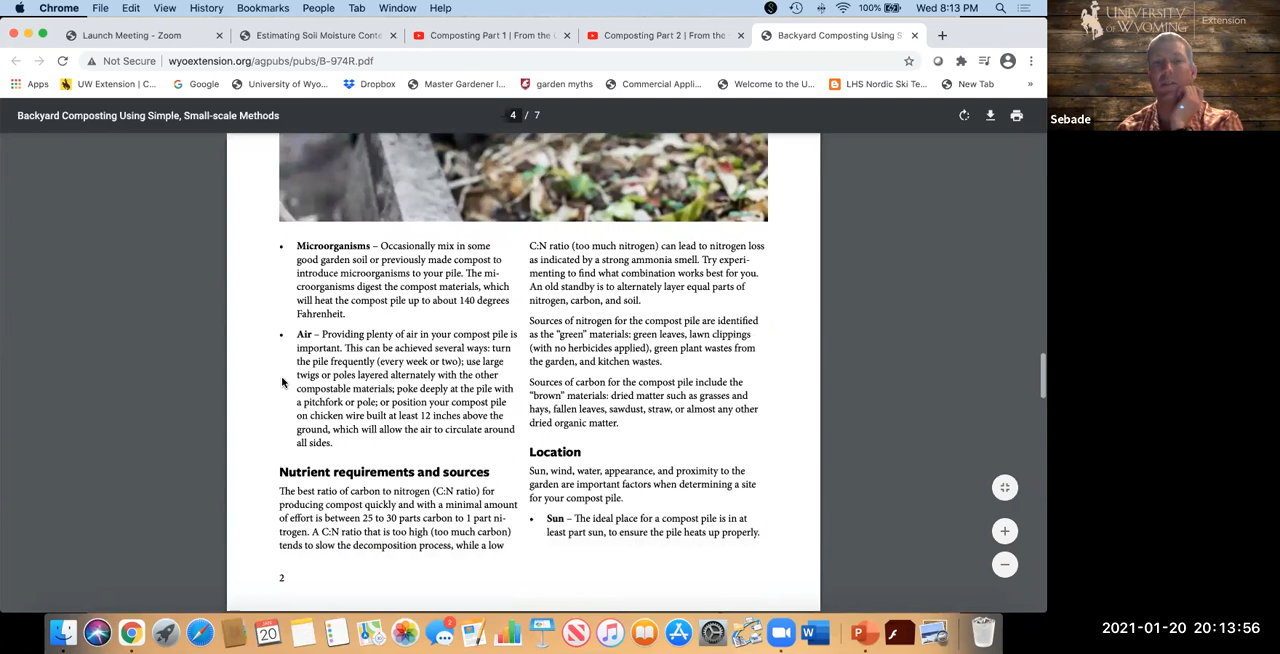 Chrome File Edit View History Bookmarks People Tab Window Help 100% Wed 8:13 PM
Launch Meeting - Zoom × Estimating Soil Moisture Conte × Composting Part 1 | From the U × Composting Part 2 | From the × Backyard Composting Using S ×
Not Secure | wyoextension.org/agpubs/pubs/B-974R.pdf
Apps UW Extension | C... Google University of Wyo... Dropbox Master Gardener I... garden myths Commercial Appli... Welcome to the U... LHS Nordic Ski Te... New Tab »
Backyard Composting Using Simple, Small-scale Methods 4 / 7
UNIVERSITY OF WYOMING Extension
Sebade
• Microorganisms – Occasionally mix in some
good garden soil or previously made compost to
introduce microorganisms to your pile. The mi-
croorganisms digest the compost materials, which
will heat the compost pile up to about 140 degrees
Fahrenheit.
• Air – Providing plenty of air in your compost pile is
important. This can be achieved several ways: turn
the pile frequently (every week or two); use large
twigs or poles layered alternately with the other
compostable materials; poke deeply at the pile with
a pitchfork or pole; or position your compost pile
on chicken wire built at least 12 inches above the
ground, which will allow the air to circulate around
all sides.
Nutrient requirements and sources
The best ratio of carbon to nitrogen (C:N ratio) for
producing compost quickly and with a minimal amount
of effort is between 25 to 30 parts carbon to 1 part ni-
trogen. A C:N ratio that is too high (too much carbon)
tends to slow the decomposition process, while a low
2
C:N ratio (too much nitrogen) can lead to nitrogen loss
as indicated by a strong ammonia smell. Try experi-
menting to find what combination works best for you.
An old standby is to alternately layer equal parts of
nitrogen, carbon, and soil.
Sources of nitrogen for the compost pile are identified
as the “green” materials: green leaves, lawn clippings
(with no herbicides applied), green plant wastes from
the garden, and kitchen wastes.
Sources of carbon for the compost pile include the
“brown” materials: dried matter such as grasses and
hays, fallen leaves, sawdust, straw, or almost any other
dried organic matter.
Location
Sun, wind, water, appearance, and proximity to the
garden are important factors when determining a site
for your compost pile.
• Sun – The ideal place for a compost pile is in at
least part sun, to ensure the pile heats up properly.
JAN
20
2
2021-01-20 20:13:56